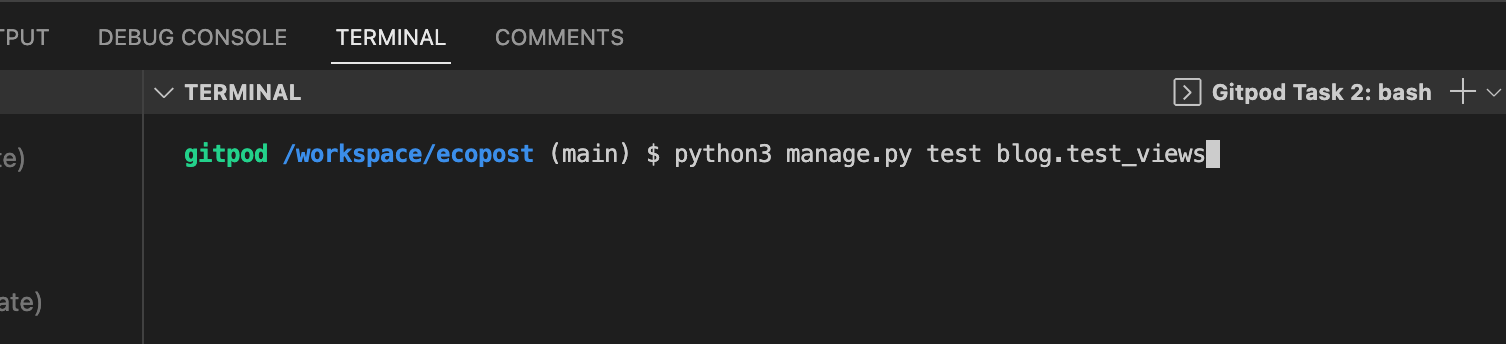 TPUT DEBUG CONSOLE TERMINAL COMMENTS
TERMINAL Gitpod Task 2: bash
gitpod /workspace/ecopost (main) $ python3 manage.py test blog.test_views
te)
ate)